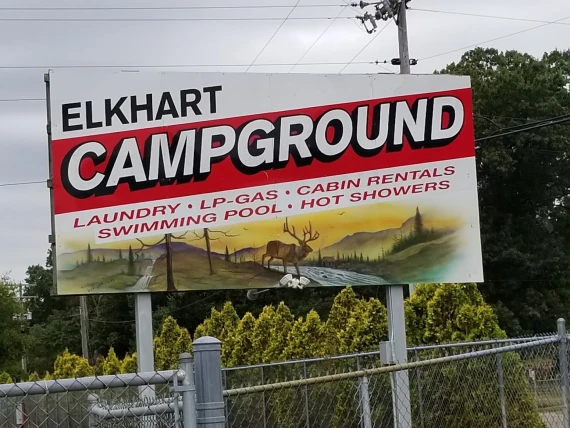 ELKHART
CAMPGROUND
LAUNDRY • LP-GAS • CABIN RENTALS
SWIMMING POOL • HOT SHOWERS